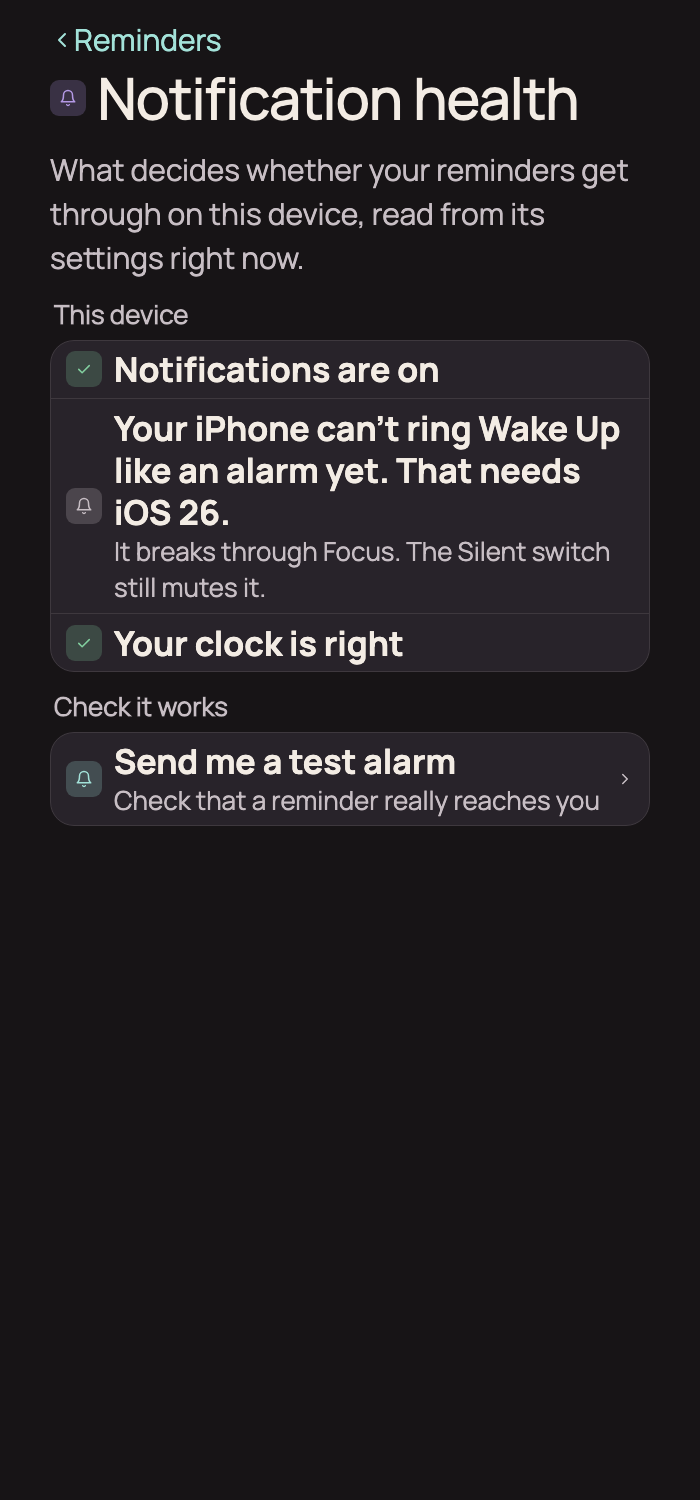 Reminders
Notification health
What decides whether your reminders get
through on this device, read from its
settings right now.
This device
Notifications are on
Your iPhone can’t ring Wake Up
like an alarm yet. That needs
iOS 26.
It breaks through Focus. The Silent switch
still mutes it.
Your clock is right
Check it works
Send me a test alarm
Check that a reminder really reaches you